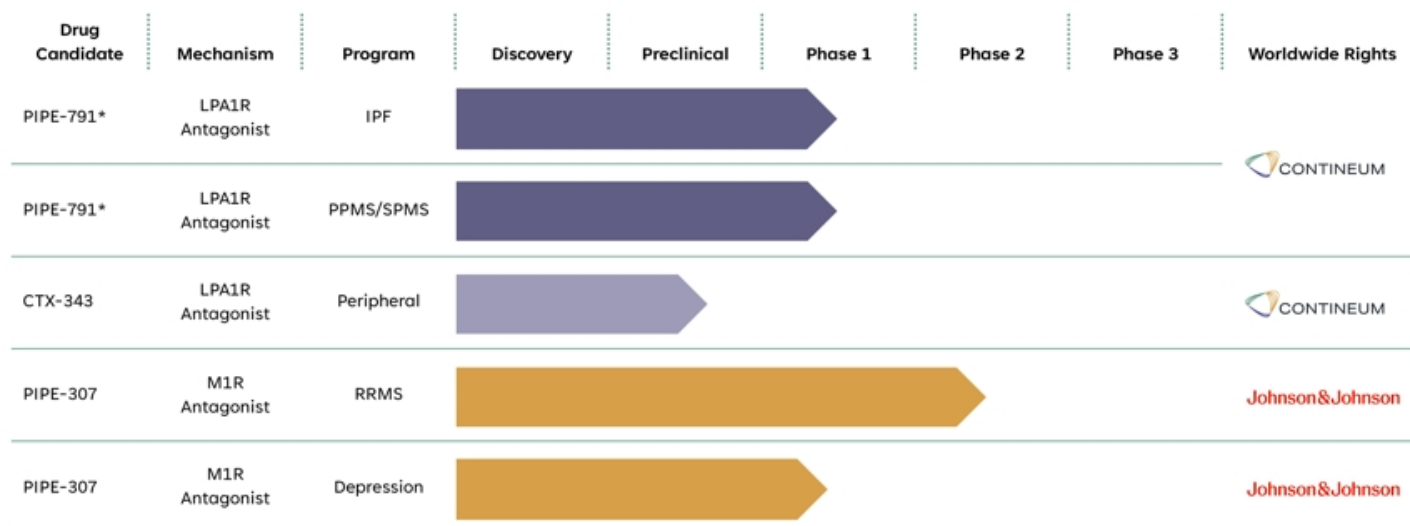 Drug
Candidate
Mechanism
Program
Discovery
Preclinical
Phase 1
Phase 2
Phase 3
Worldwide Rights
PIPE-791*
LPA1R
Antagonist
IPF
CONTINEUM
PIPE-791*
LPA1R
Antagonist
PPMS/SPMS
CTX-343
LPA1R
Antagonist
Peripheral
CONTINEUM
PIPE-307
M1R
Antagonist
RRMS
Johnson&Johnson
PIPE-307
M1R
Antagonist
Depression
Johnson&Johnson